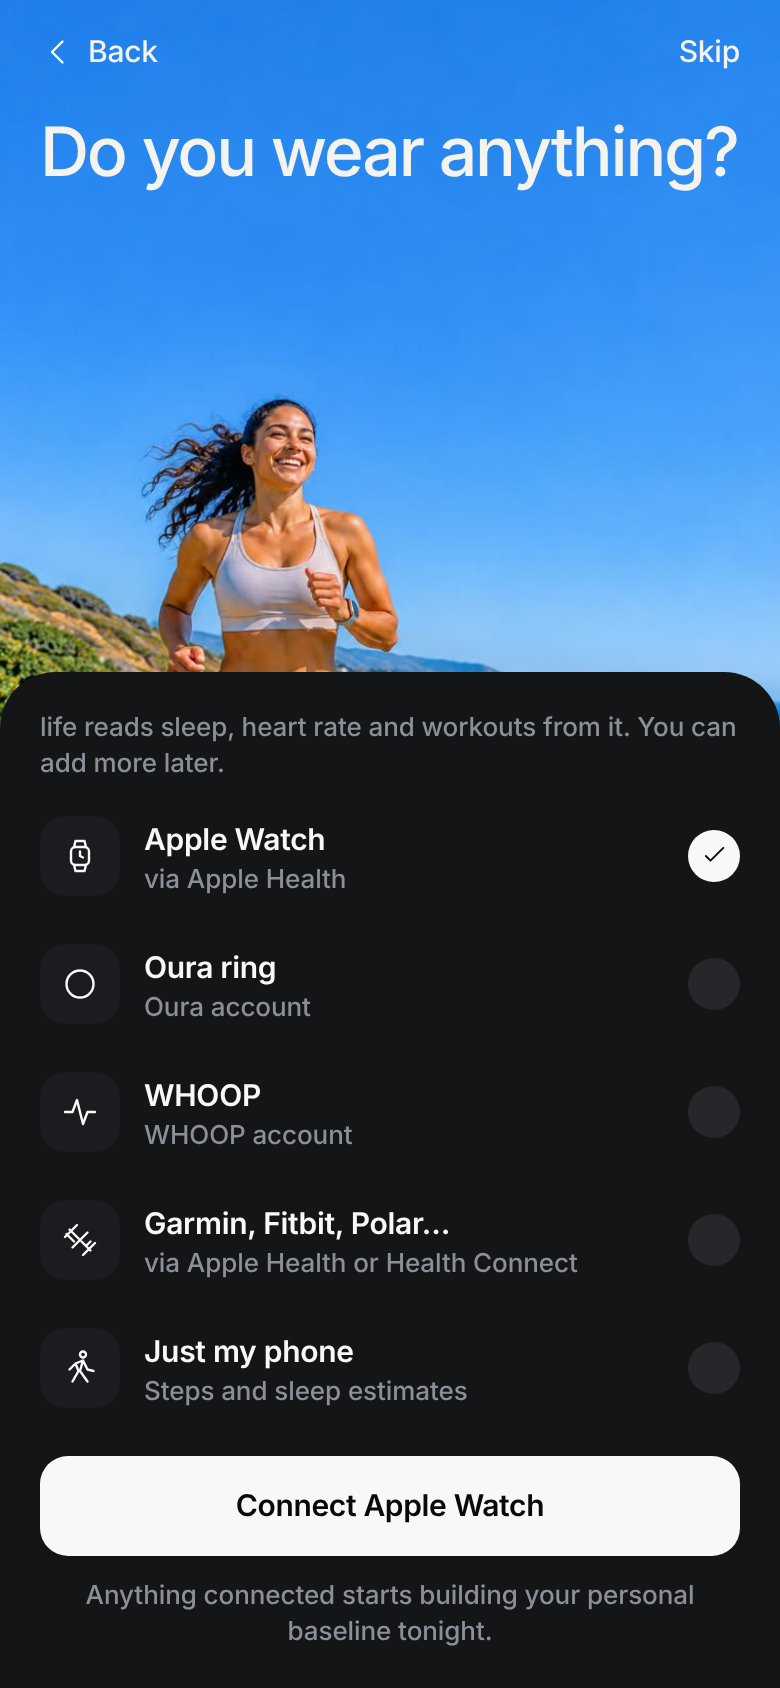 Back
Skip
Do you wear anything?
life reads sleep, heart rate and workouts from it. You can
add more later.
Apple Watch
via Apple Health
Oura ring
Oura account
WHOOP
WHOOP account
Garmin, Fitbit, Polar...
via Apple Health or Health Connect
Just my phone
Steps and sleep estimates
Connect Apple Watch
Anything connected starts building your personal
baseline tonight.